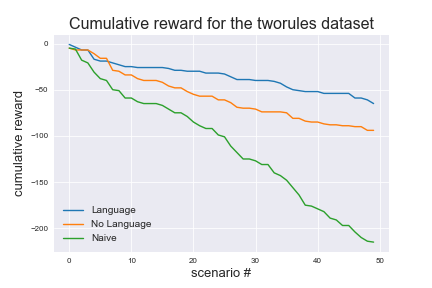 Cumulative reward for the tworules dataset
cumulative reward
0
−50
−100
−150
−200
Language
No Language
Naive
0 10 20 30 40 50
scenario #